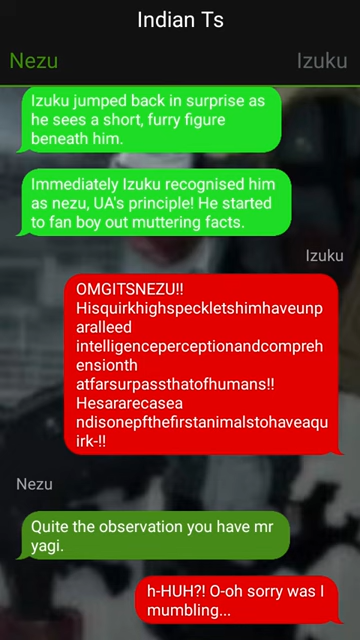 Indian Ts
Nezu
Izuku
Izuku jumped back in surprise as
he sees a short, furry figure
beneath him.
Immediately Izuku recognised him
as nezu, UA's principle! He started
to fan boy out muttering facts.
Izuku
OMGITSNEZU!!
Hisquirkhighspeckletshimhaveunp
aralleed
intelligenceperceptionandcompreh
ensionth
atfarsurpassthatofhumans!!
Hesararecasea
ndisonepfthefirstanimalstohaveaqu
irk-!!
Nezu
Quite the observation you have mr
yagi.
h-HUH?! O-oh sorry was I
mumbling...